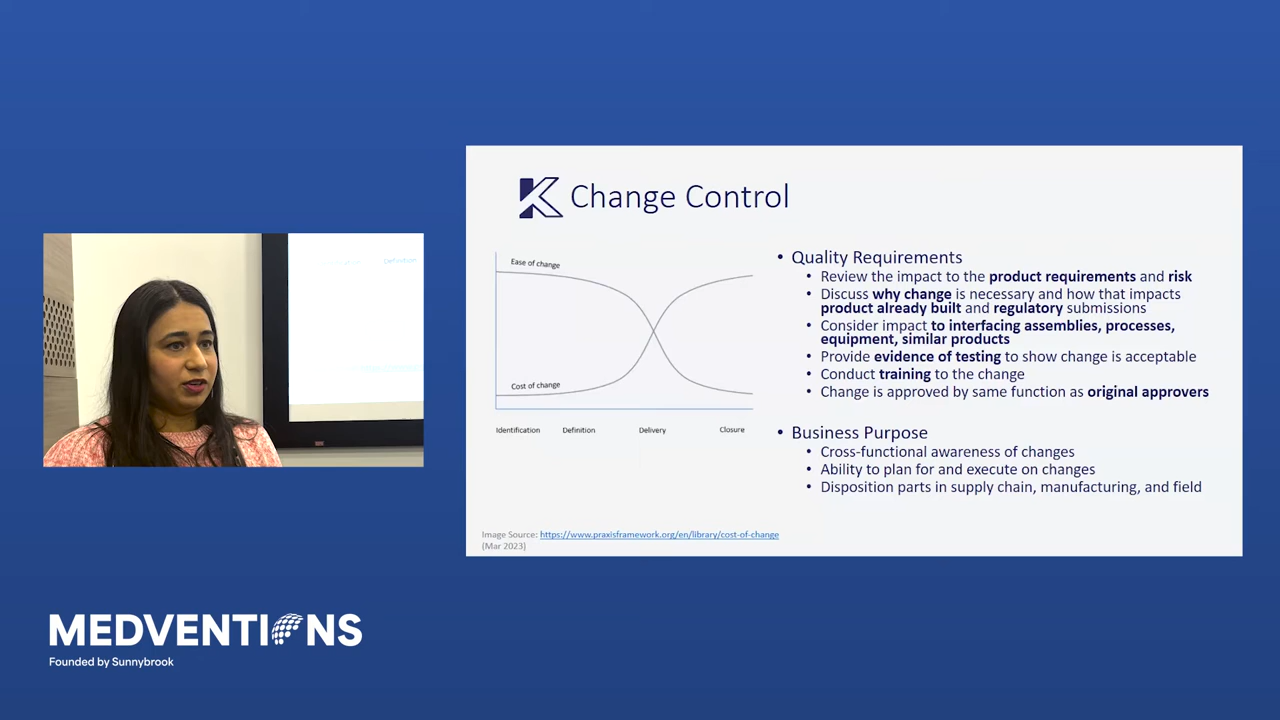 Change Control
Ease of change
Cost of change
Identification Definition Delivery Closure
• Quality Requirements
• Review the impact to the product requirements and risk
• Discuss why change is necessary and how that impacts
product already built and regulatory submissions
• Consider impact to interfacing assemblies, processes,
equipment, similar products
• Provide evidence of testing to show change is acceptable
• Conduct training to the change
• Change is approved by same function as original approvers
• Business Purpose
• Cross-functional awareness of changes
• Ability to plan for and execute on changes
• Disposition parts in supply chain, manufacturing, and field
Image Source: https://www.praxisframework.org/en/library/cost-of-change
(Mar 2023)
Definition
MEDVENTIONS
Founded by Sunnybrook